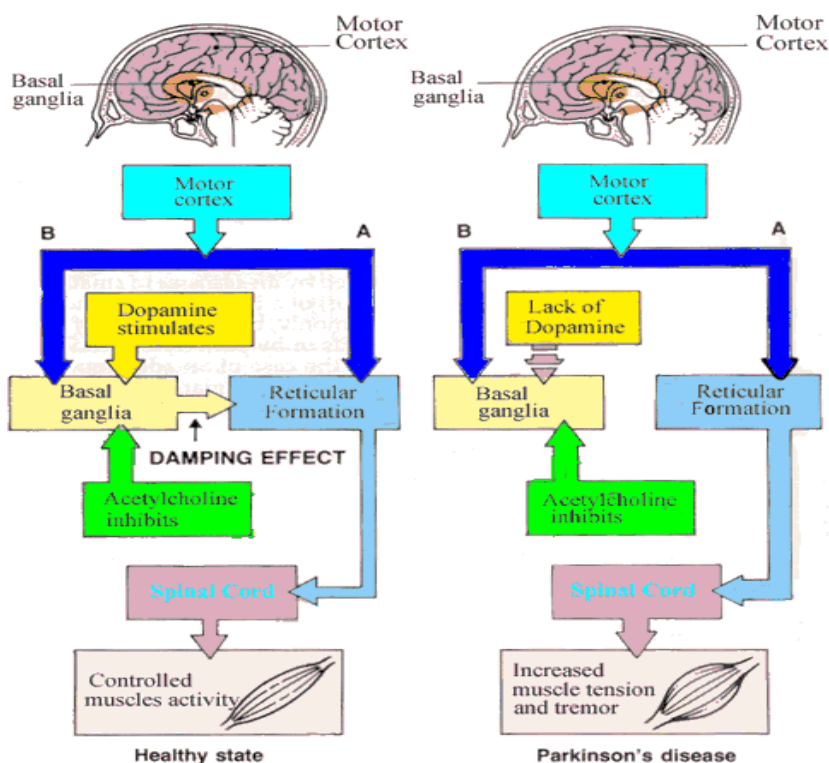 Motor
Cortex
Basal
ganglia
Motor
cortex
B
A
Dopamine
stimulates
Basal
ganglia
Reticular
Formation
DAMPING EFFECT
Acetylcholine
inhibits
Spinal Cord
Controlled
muscles activity
Healthy state
Motor
Cortex
Basal
ganglia
Motor
cortex
B
A
Lack of
Dopamine
Basal
ganglia
Reticular
Formation
Acetylcholine
inhibits
Spinal Cord
Increased
muscle tension
and tremor
Parkinson's disease